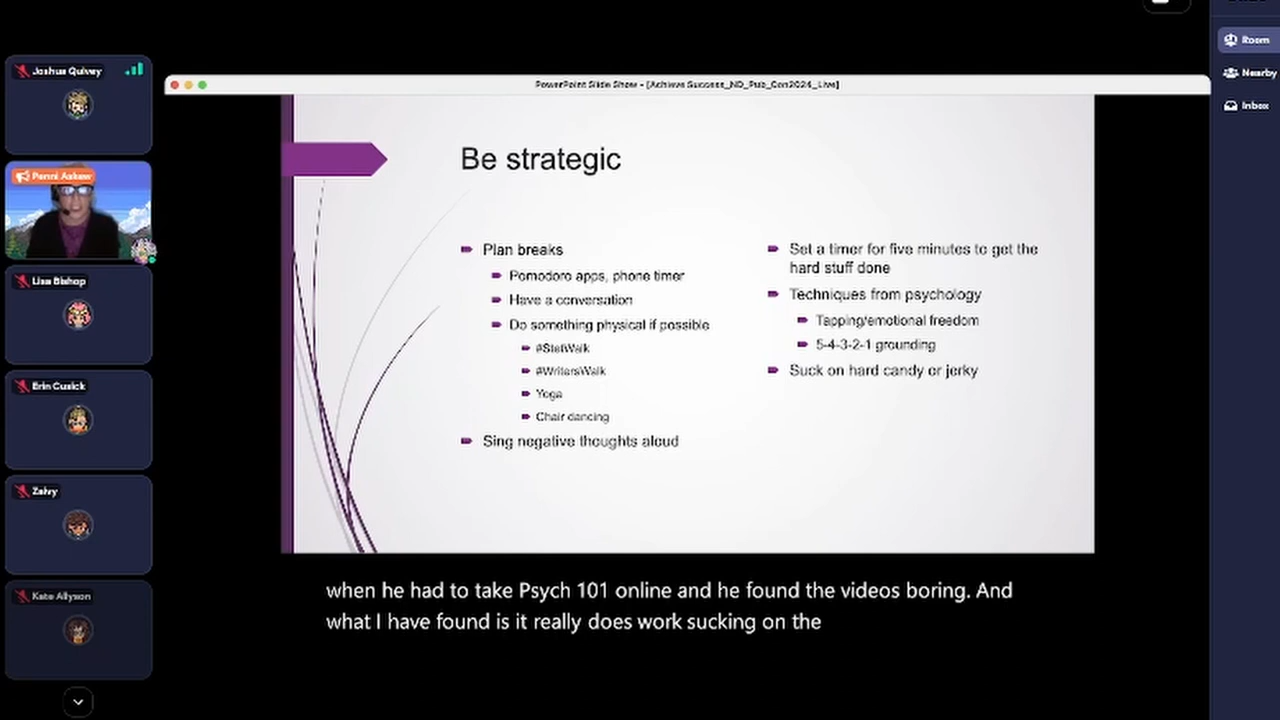 Room
Nearby
Inbox
Joshua Quivey
Penni Askew
Lisa Bishop
Erin Cusick
Zelvy
Kate Allyson
PowerPoint Slide Show - [Achieve Success_ND_Pub_Con2024_Live]
Be strategic
Plan breaks
Pomodoro apps, phone timer
Have a conversation
Do something physical if possible
#StetWalk
#WritersWalk
Yoga
Chair dancing
Sing negative thoughts aloud
Set a timer for five minutes to get the
hard stuff done
Techniques from psychology
Tapping/emotional freedom
5-4-3-2-1 grounding
Suck on hard candy or jerky
when he had to take Psych 101 online and he found the videos boring. And
what I have found is it really does work sucking on the